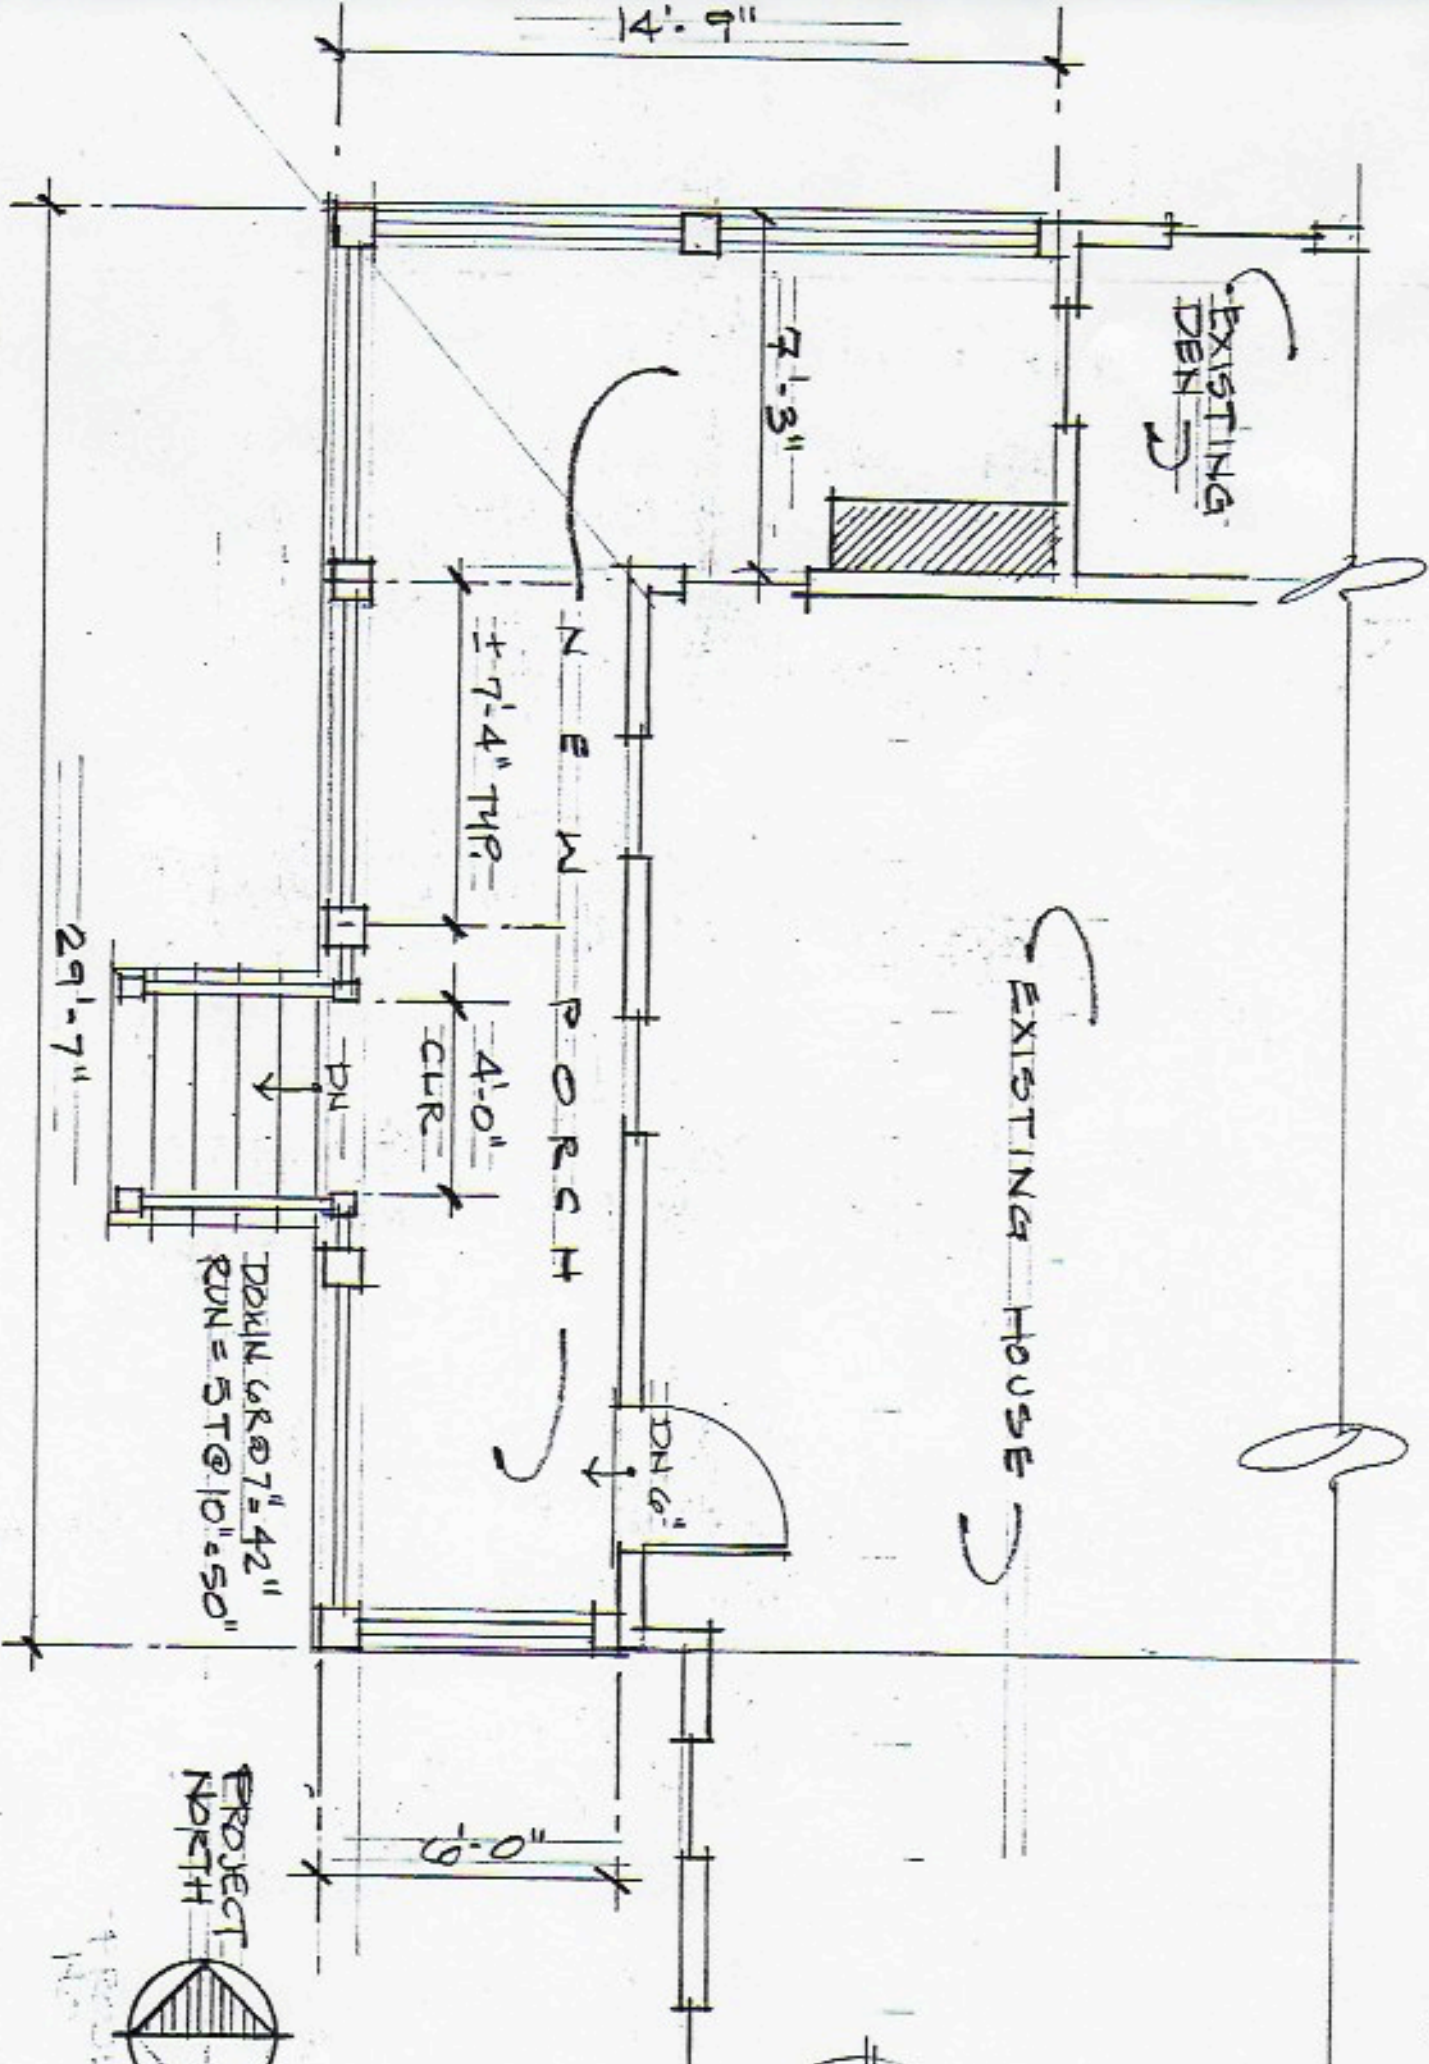 14'-9"
EXISTING
DEN
7'-3"
±7'-4" TYP.
NEW PORCH
4'-0"
CLR
DN
EXISTING HOUSE
29'-7"
DOWN 6R@7"=42"
RUN = 5T@10"=50"
DN 6"
6'-0"
PROJECT
NORTH